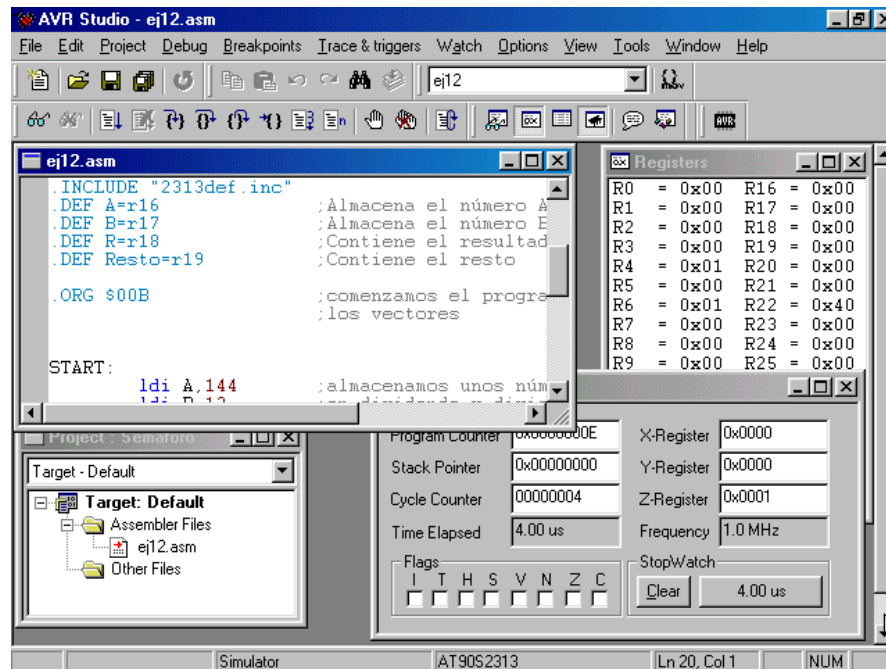 AVR Studio - ej12.asm
File Edit Project Debug Breakpoints Trace & triggers Watch Options View Tools Window Help
ej12
ej12.asm
.INCLUDE "2313def.inc"
.DEF A=r16 ;Almacena el número A
.DEF B=r17 ;Almacena el número
.DEF R=r18 ;Contiene el resultad
.DEF Resto=r19 ;Contiene el resto
.ORG $00B ;comenzamos el progra
;los vectores
START:
ldi A,144 ;almacenamos unos núm
Registers
R0 = 0x00 R16 = 0x00
R1 = 0x00 R17 = 0x00
R2 = 0x00 R18 = 0x00
R3 = 0x00 R19 = 0x00
R4 = 0x01 R20 = 0x00
R5 = 0x00 R21 = 0x00
R6 = 0x01 R22 = 0x40
R7 = 0x00 R23 = 0x00
R8 = 0x00 R24 = 0x00
R9 = 0x00 R25 = 0x00
Project : Semaforo
Target - Default
Target: Default
Assembler Files
ej12.asm
Other Files
Program Counter 0x0000000E X-Register 0x0000
Stack Pointer 0x00000000 Y-Register 0x0000
Cycle Counter 00000004 Z-Register 0x0001
Time Elapsed 4.00 us Frequency 1.0 MHz
Flags
I T H S V N Z C
StopWatch
Clear 4.00 us
Simulator AT90S2313 Ln 20, Col 1 NUM